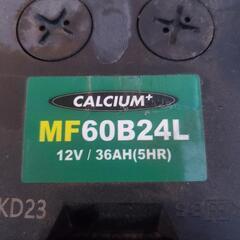 CALCIUM+
MF60B24L
12V / 36AH(5HR)
KD23